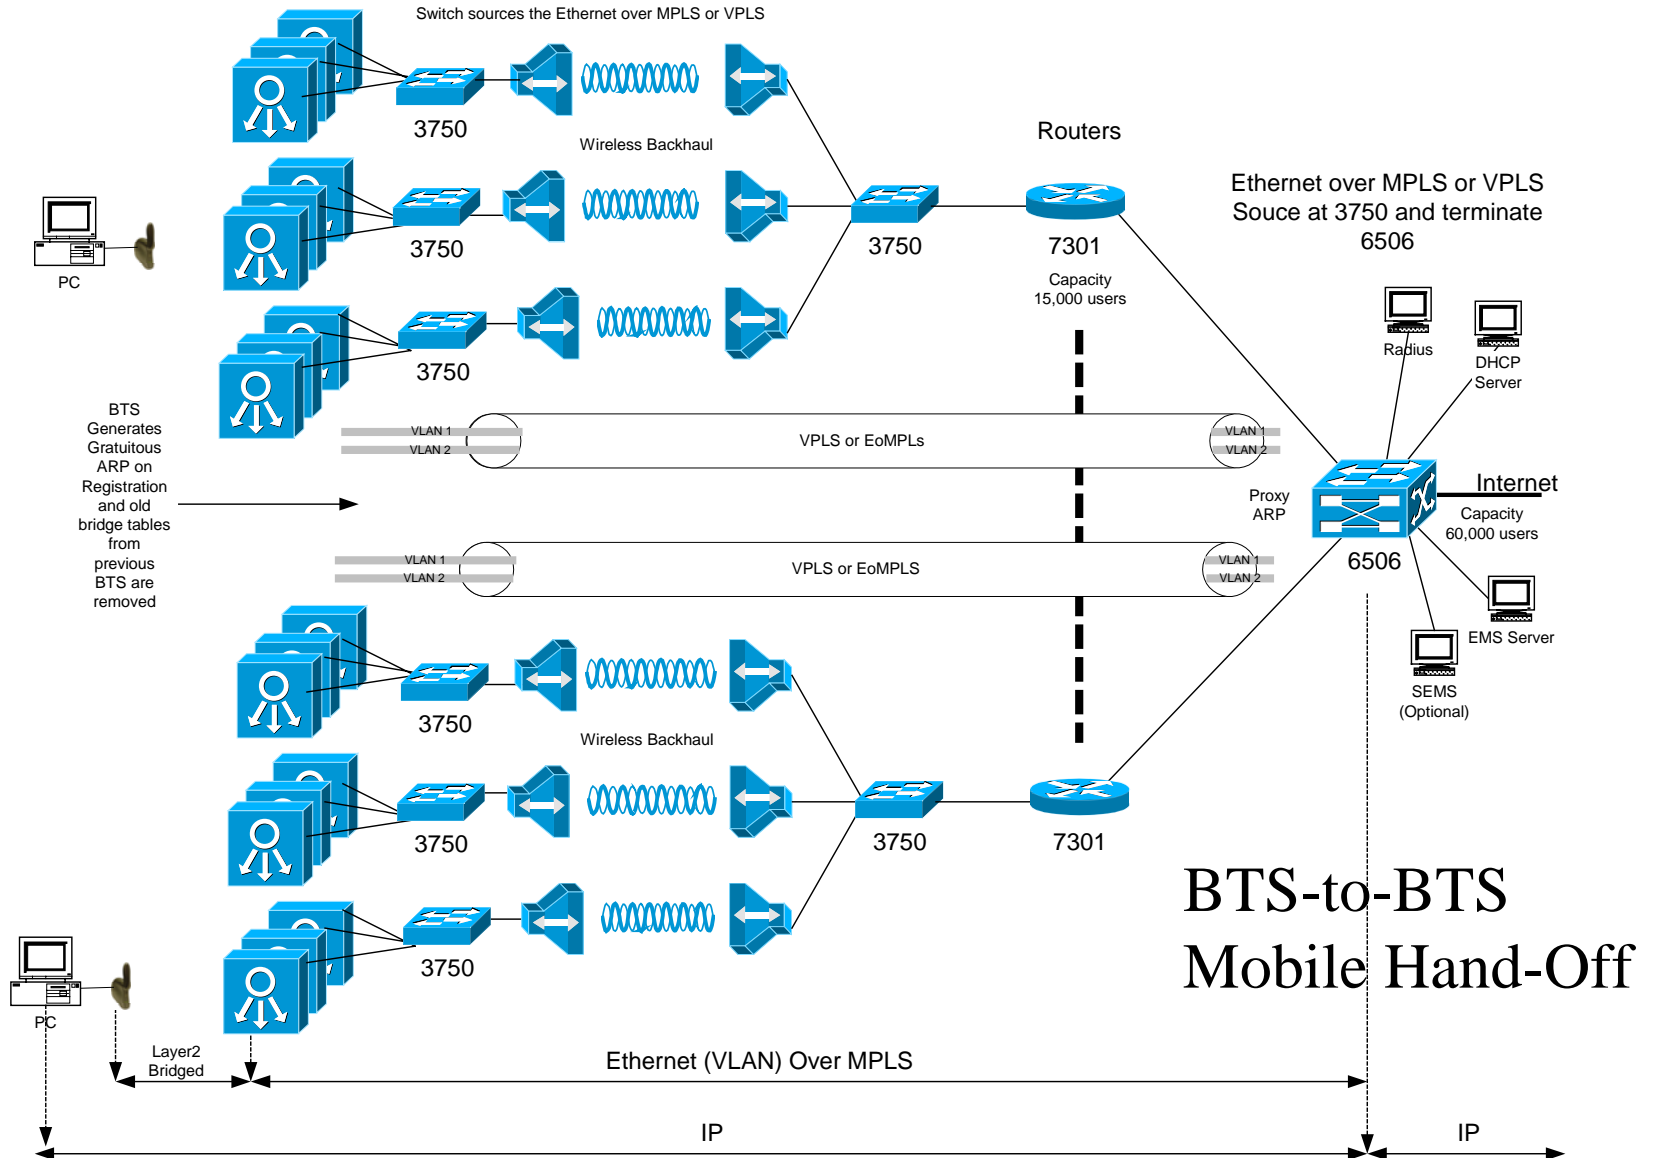 Switch sources the Ethernet over MPLS or VPLS
3750
Wireless Backhaul
Routers
Ethernet over MPLS or VPLS
Souce at 3750 and terminate
6506
3750
3750
7301
PC
Capacity
15,000 users
Radius
DHCP
Server
3750
BTS
Generates
Gratuitous
ARP on
Registration
and old
bridge tables
from
previous
BTS are
removed
VLAN 1
VLAN 2
VPLS or EoMPLs
VLAN 1
VLAN 2
Proxy
ARP
Internet
Capacity
60,000 users
6506
VLAN 1
VLAN 2
VPLS or EoMPLS
VLAN 1
VLAN 2
EMS Server
SEMS
(Optional)
3750
Wireless Backhaul
3750
3750
7301
BTS-to-BTS
Mobile Hand-Off
3750
PC
Layer2
Bridged
Ethernet (VLAN) Over MPLS
IP
IP